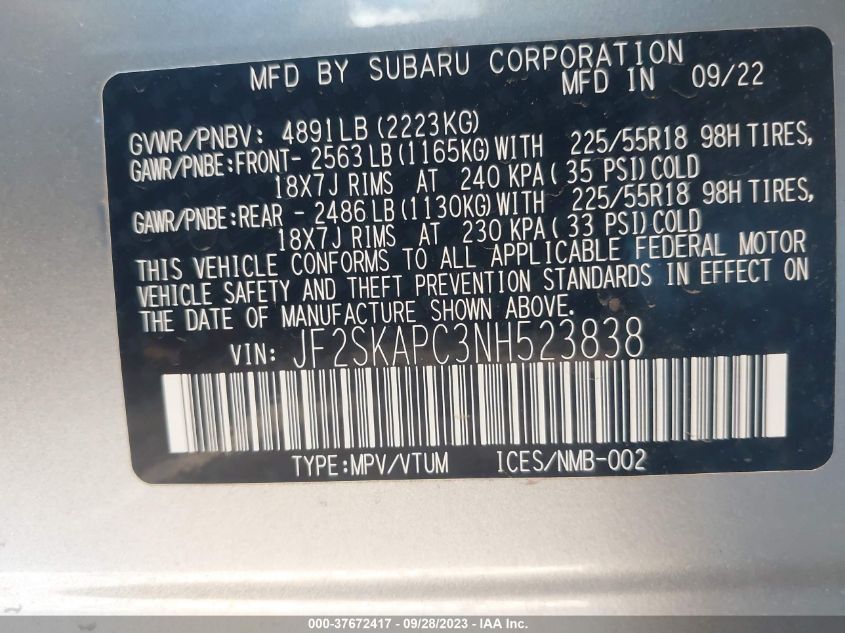 MFD BY SUBARU CORPORATION
MFD IN 09/22
GVWR/PNBV: 4891LB (2223KG)
GAWR/PNBE:FRONT- 2563LB(1165KG)WITH 225/55R18 98H TIRES,
18X7J RIMS AT 240 KPA( 35 PSI)COLD
GAWR/PNBE:REAR - 2486LB(1130KG)WITH 225/55R18 98H TIRES,
18X7J RIMS AT 230 KPA( 33 PSI)COLD
THIS VEHICLE CONFORMS TO ALL APPLICABLE FEDERAL MOTOR
VEHICLE SAFETY AND THEFT PREVENTION STANDARDS IN EFFECT ON
THE DATE OF MANUFACTURE SHOWN ABOVE.
VIN: JF2SKAPC3NH523838
TYPE:MPV/VTUM ICES/NMB-002
000-37672417 - 09/28/2023 - IAA Inc.